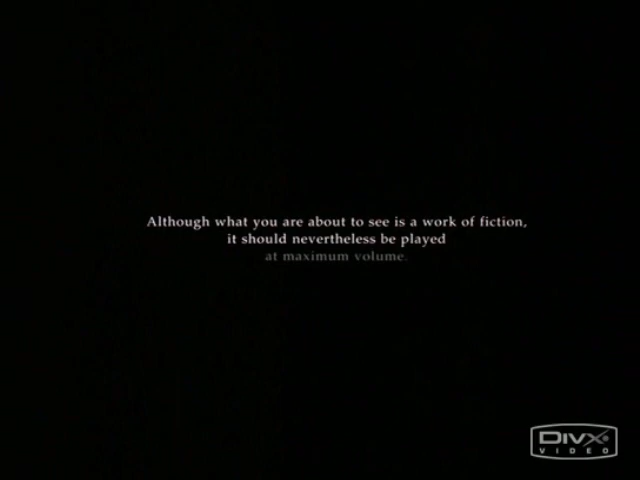 Although what you are about to see is a work of fiction,
it should nevertheless be played
at maximum volume.
DivX
VIDEO